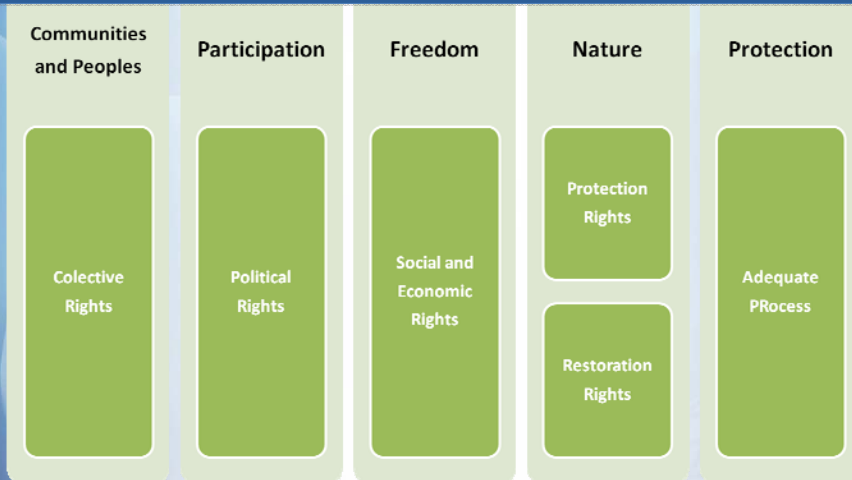 Communities
and Peoples
Participation
Freedom
Nature
Protection
Colective
Rights
Political
Rights
Social and
Economic
Rights
Protection
Rights
Restoration
Rights
Adequate
PRocess